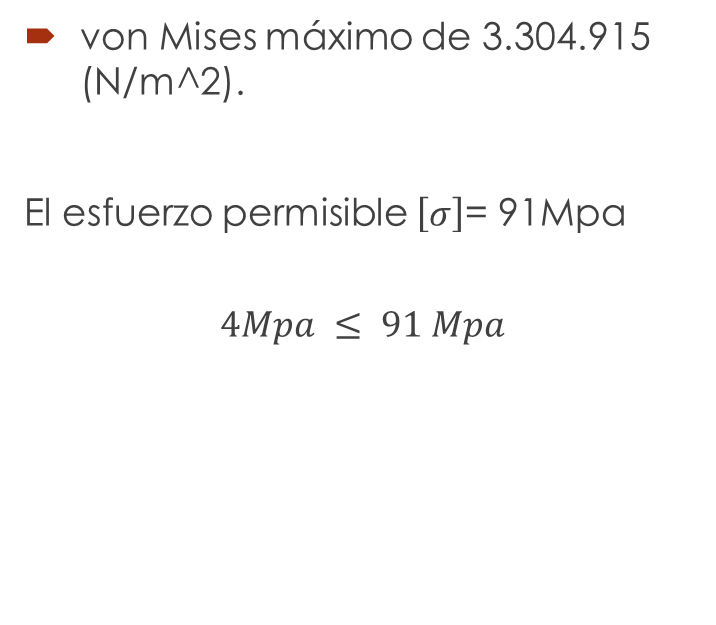 von Mises máximo de 3.304.915
(N/m^2).
El esfuerzo permisible [σ]= 91Mpa
4Mpa ≤ 91 Mpa